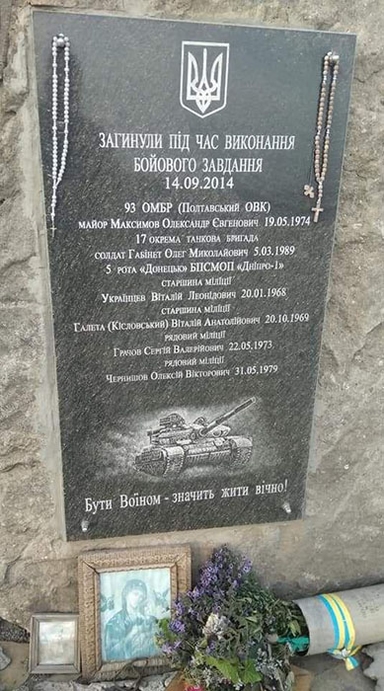 ЗАГИНУЛИ ПІД ЧАС ВИКОНАННЯ
БОЙОВОГО ЗАВДАННЯ
14.09.2014
93 ОМБР (Полтавський ОВК)
майор Максимов Олександр Євгенович 19.05.1974
17 окрема танкова бригада
солдат Габінет Олег Миколайович 5.03.1989
5 рота «Донецьк» БПСМОП «Дніпро-1»
старшина міліції
Українцев Віталій Леонідович 20.01.1968
старшина міліції
Галета (Кісловський) Віталій Анатолійович 20.10.1969
рядовий міліції
Грачов Сергій Валерійович 22.05.1973
рядовий міліції
Чернишов Олексій Вікторович 31.05.1979
Бути Воїном - значить жити вічно!